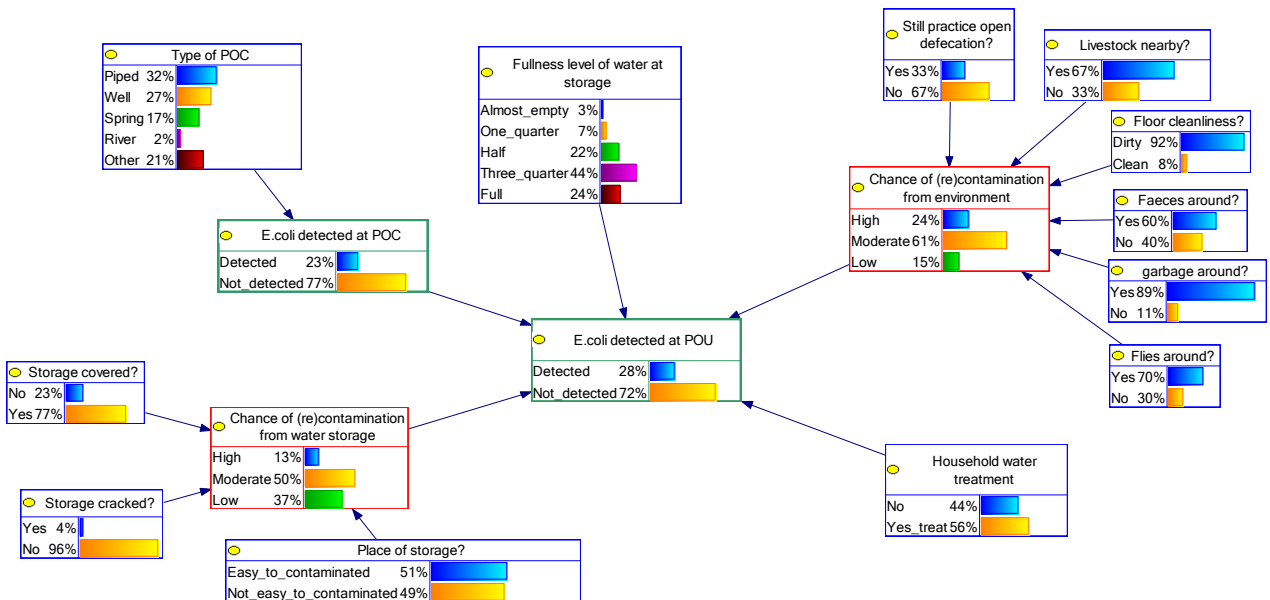 Type of POC
Piped 32%
Well 27%
Spring 17%
River 2%
Other 21%
Fullness level of water at
storage
Almost_empty 3%
One_quarter 7%
Half 22%
Three_quarter 44%
Full 24%
Still practice open
defecation?
Yes 33%
No 67%
Livestock nearby?
Yes 67%
No 33%
Floor cleanliness?
Dirty 92%
Clean 8%
Chance of (re)contamination
from environment
High 24%
Moderate 61%
Low 15%
Faeces around?
Yes 60%
No 40%
E.coli detected at POC
Detected 23%
Not_detected 77%
garbage around?
Yes 89%
No 11%
E.coli detected at POU
Detected 28%
Not_detected 72%
Flies around?
Yes 70%
No 30%
Storage covered?
No 23%
Yes 77%
Chance of (re)contamination
from water storage
High 13%
Moderate 50%
Low 37%
Household water
treatment
No 44%
Yes_treat 56%
Storage cracked?
Yes 4%
No 96%
Place of storage?
Easy_to_contaminated 51%
Not_easy_to_contaminated 49%